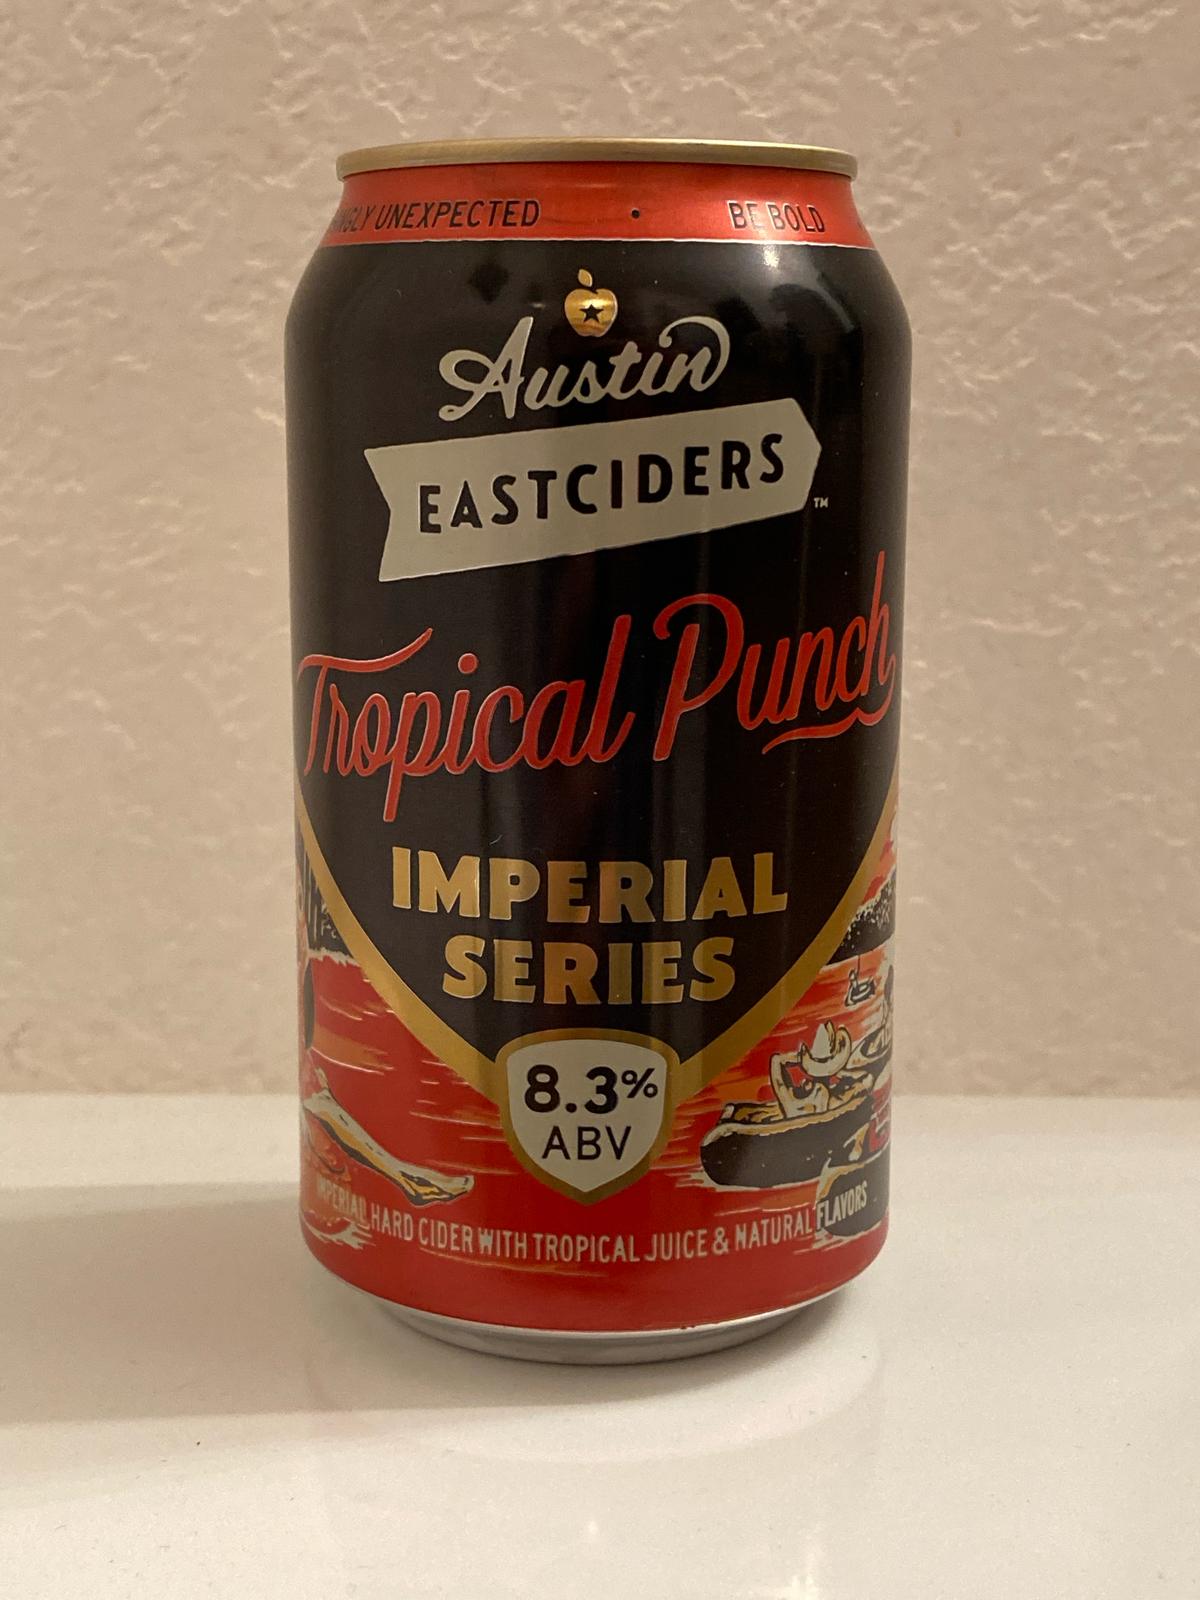 UNEXPECTED • BE BOLD
Austin
EASTCIDERS
™
Tropical Punch
IMPERIAL
SERIES
8.3%
ABV
IMPERIAL HARD CIDER WITH TROPICAL JUICE & NATURAL FLAVORS